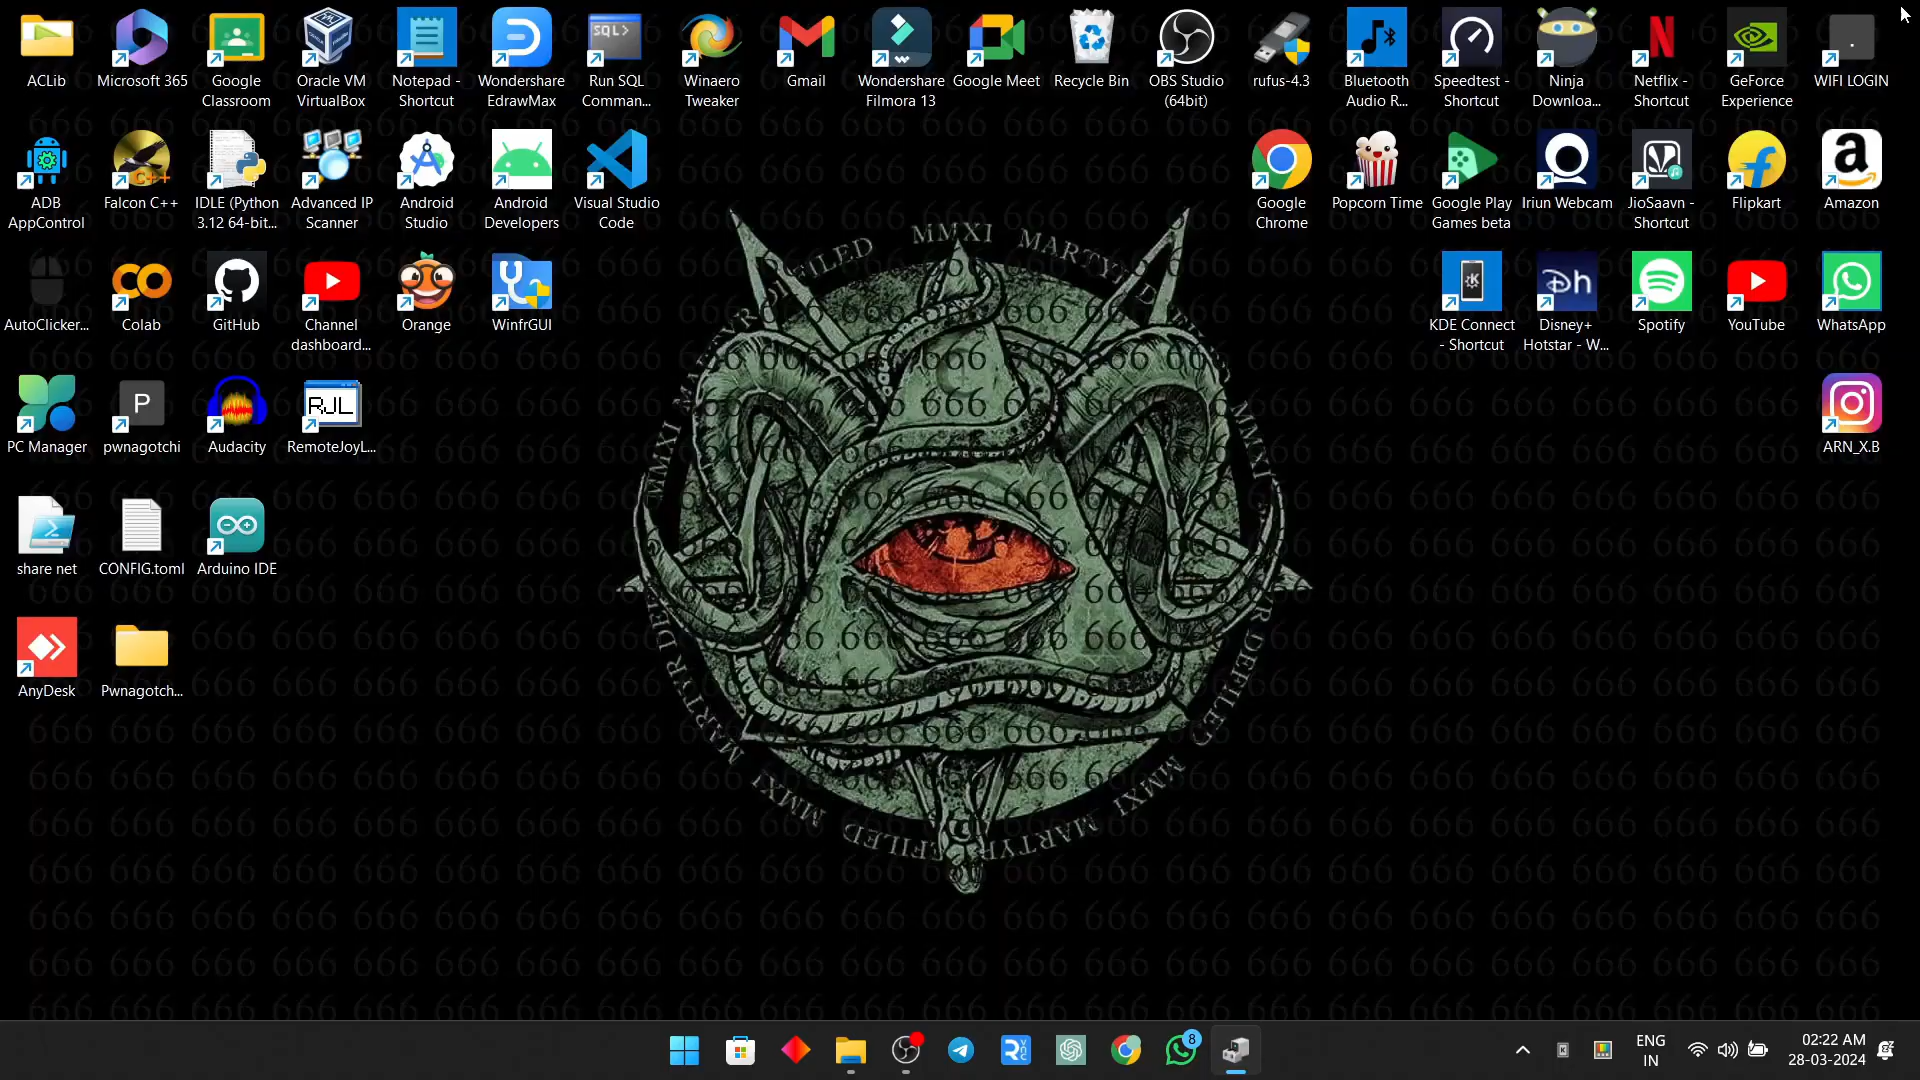 ACLib
Microsoft 365
Google
Classroom
Oracle VM
VirtualBox
Notepad -
Shortcut
Wondershare
EdrawMax
Run SQL
Comman...
Winaero
Tweaker
Gmail
Wondershare
Filmora 13
Google Meet
Recycle Bin
OBS Studio
(64bit)
rufus-4.3
Bluetooth
Audio R...
Speedtest -
Shortcut
Ninja
Downloa...
Netflix -
Shortcut
GeForce
Experience
WIFI LOGIN
ADB
AppControl
Falcon C++
IDLE (Python
3.12 64-bit...
Advanced IP
Scanner
Android
Studio
Android
Developers
Visual Studio
Code
Google
Chrome
Popcorn Time
Google Play
Games beta
Iriun Webcam
JioSaavn -
Shortcut
Flipkart
Amazon
AutoClicker...
Colab
GitHub
Channel
dashboard...
Orange
WinfrGUI
KDE Connect
- Shortcut
Disney+
Hotstar - W...
Spotify
YouTube
WhatsApp
PC Manager
pwnagotchi
Audacity
RemoteJoyL...
ARN_X.B
share net
CONFIG.toml
Arduino IDE
AnyDesk
Pwnagotch...
MMXI MARTYR DEFILED
666 666 666
8
ENG
IN
02:22 AM
28-03-2024